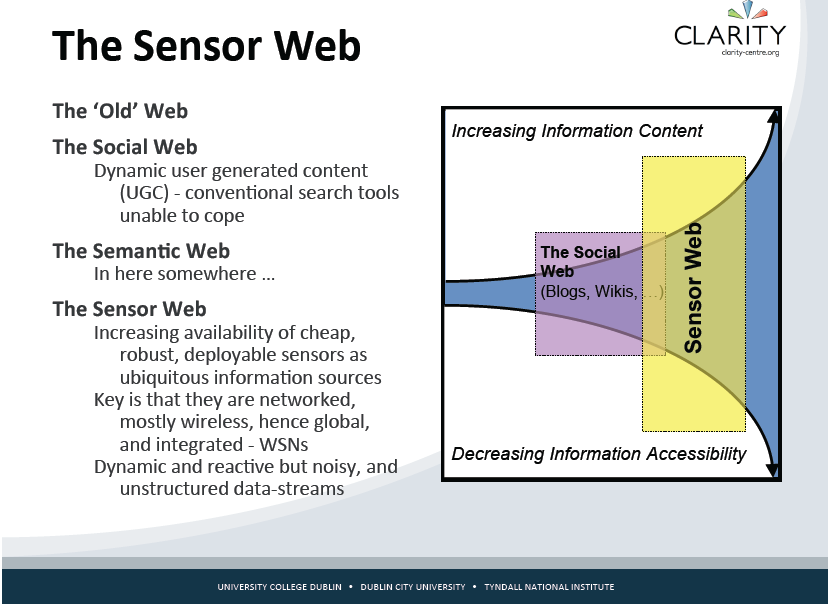 The Sensor Web
CLARITY
clarity-centre.org
The ‘Old’ Web
The Social Web
Dynamic user generated content
(UGC) - conventional search tools
unable to cope
The Semantic Web
In here somewhere ...
The Sensor Web
Increasing availability of cheap,
robust, deployable sensors as
ubiquitous information sources
Key is that they are networked,
mostly wireless, hence global,
and integrated - WSNs
Dynamic and reactive but noisy, and
unstructured data-streams
Increasing Information Content
The Social
Web
(Blogs, Wikis, ...)
Sensor Web
Decreasing Information Accessibility
UNIVERSITY COLLEGE DUBLIN • DUBLIN CITY UNIVERSITY • TYNDALL NATIONAL INSTITUTE